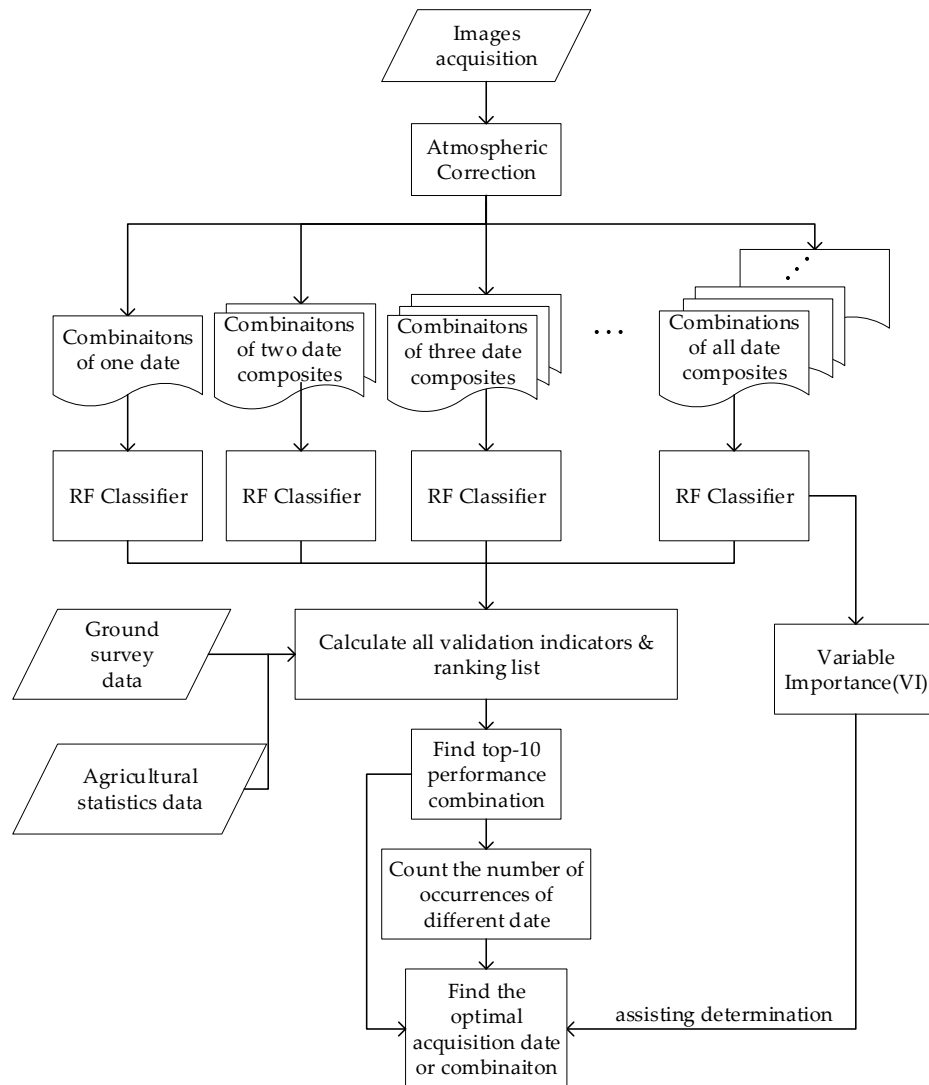 Images
acquisition
Atmospheric
Correction
Combinaitons
of one date
Combinaitons
of two date
composites
Combinaitons
of three date
composites
...
Combinations
of all date
composites
RF Classifier
RF Classifier
RF Classifier
RF Classifier
Ground
survey
data
Calculate all validation indicators &
ranking list
Variable
Importance(VI)
Agricultural
statistics data
Find top-10
performance
combination
Count the number of
occurrences of
different date
Find the
optimal
acquisition date
or combinaiton
assisting determination